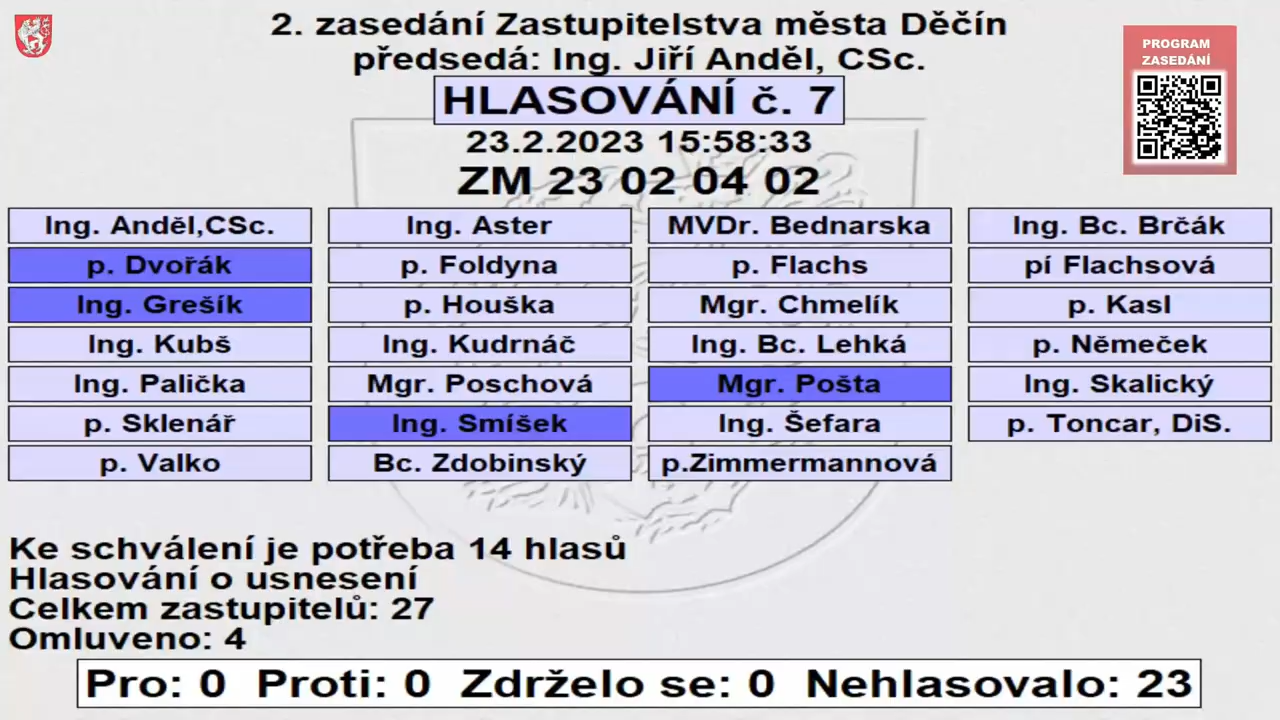 2. zasedání Zastupitelstva města Děčín
předsedá: Ing. Jiří Anděl, CSc.
PROGRAM
ZASEDÁNÍ
HLASOVÁNÍ č. 7
23.2.2023 15:58:33
ZM 23 02 04 02
Ing. Anděl,CSc. Ing. Aster MVDr. Bednarska Ing. Bc. Brčák
p. Dvořák p. Foldyna p. Flachs pí Flachsová
Ing. Grešík p. Houška Mgr. Chmelík p. Kasl
Ing. Kubš Ing. Kudrnáč Ing. Bc. Lehká p. Němeček
Ing. Palička Mgr. Poschová Mgr. Pošta Ing. Skalický
p. Sklenář Ing. Smíšek Ing. Šefara p. Toncar, DiS.
p. Valko Bc. Zdobinský p.Zimmermannová
Ke schválení je potřeba 14 hlasů
Hlasování o usnesení
Celkem zastupitelů: 27
Omluveno: 4
Pro: 0 Proti: 0 Zdrželo se: 0 Nehlasovalo: 23